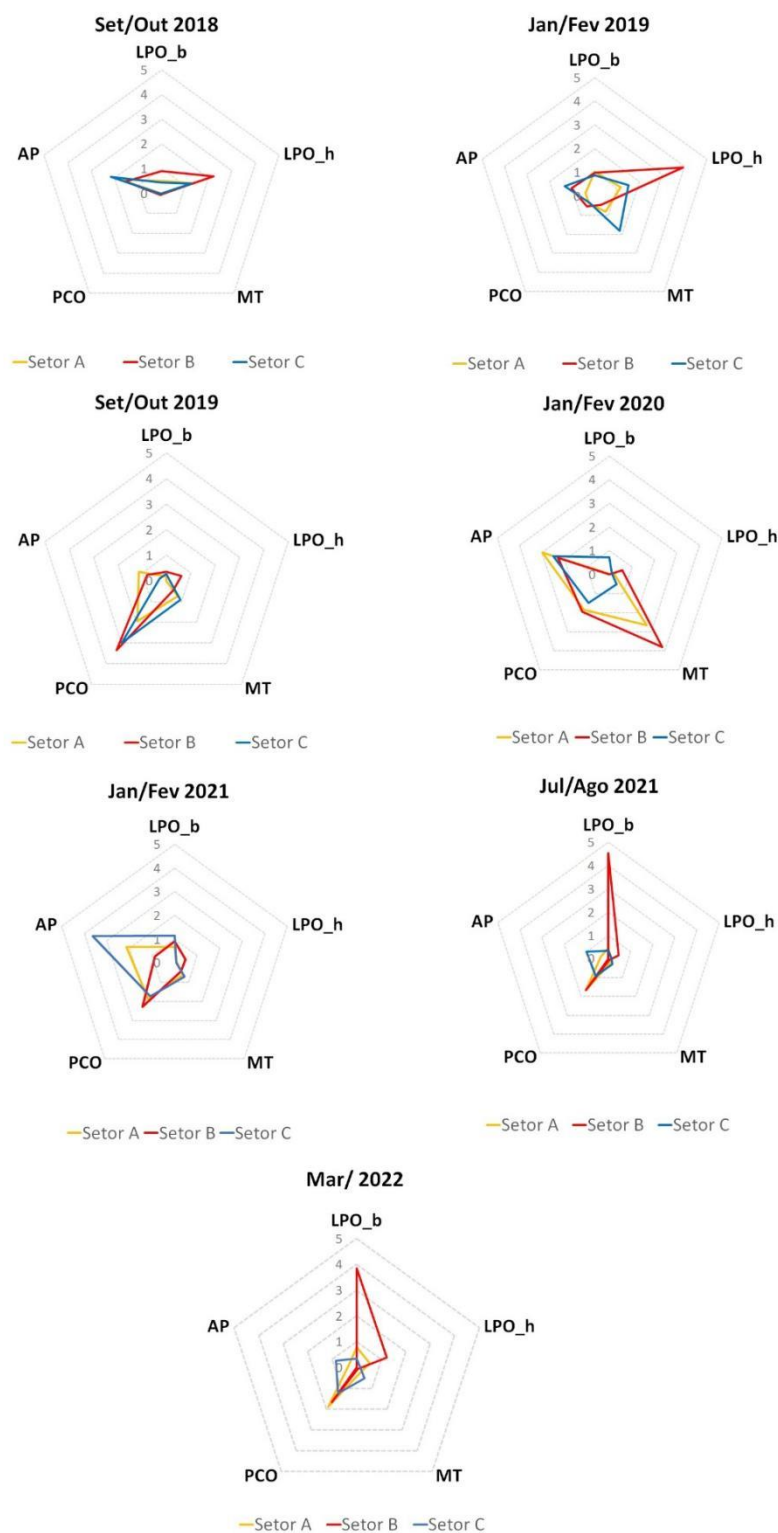 Set/Out 2018
LPO_b
5
4
3
2
1
0
LPO_h
MT
PCO
AP
Setor A Setor B Setor C
Jan/Fev 2019
LPO_b
5
4
3
2
1
0
LPO_h
MT
PCO
AP
Setor A Setor B Setor C
Set/Out 2019
LPO_b
5
4
3
2
1
0
LPO_h
MT
PCO
AP
Setor A Setor B Setor C
Jan/Fev 2020
LPO_b
5
4
3
2
1
0
LPO_h
MT
PCO
AP
Setor A Setor B Setor C
Jan/Fev 2021
LPO_b
5
4
3
2
1
0
LPO_h
MT
PCO
AP
Setor A Setor B Setor C
Jul/Ago 2021
LPO_b
5
4
3
2
1
0
LPO_h
MT
PCO
AP
Setor A Setor B Setor C
Mar/ 2022
LPO_b
5
4
3
2
1
0
LPO_h
MT
PCO
AP
Setor A Setor B Setor C